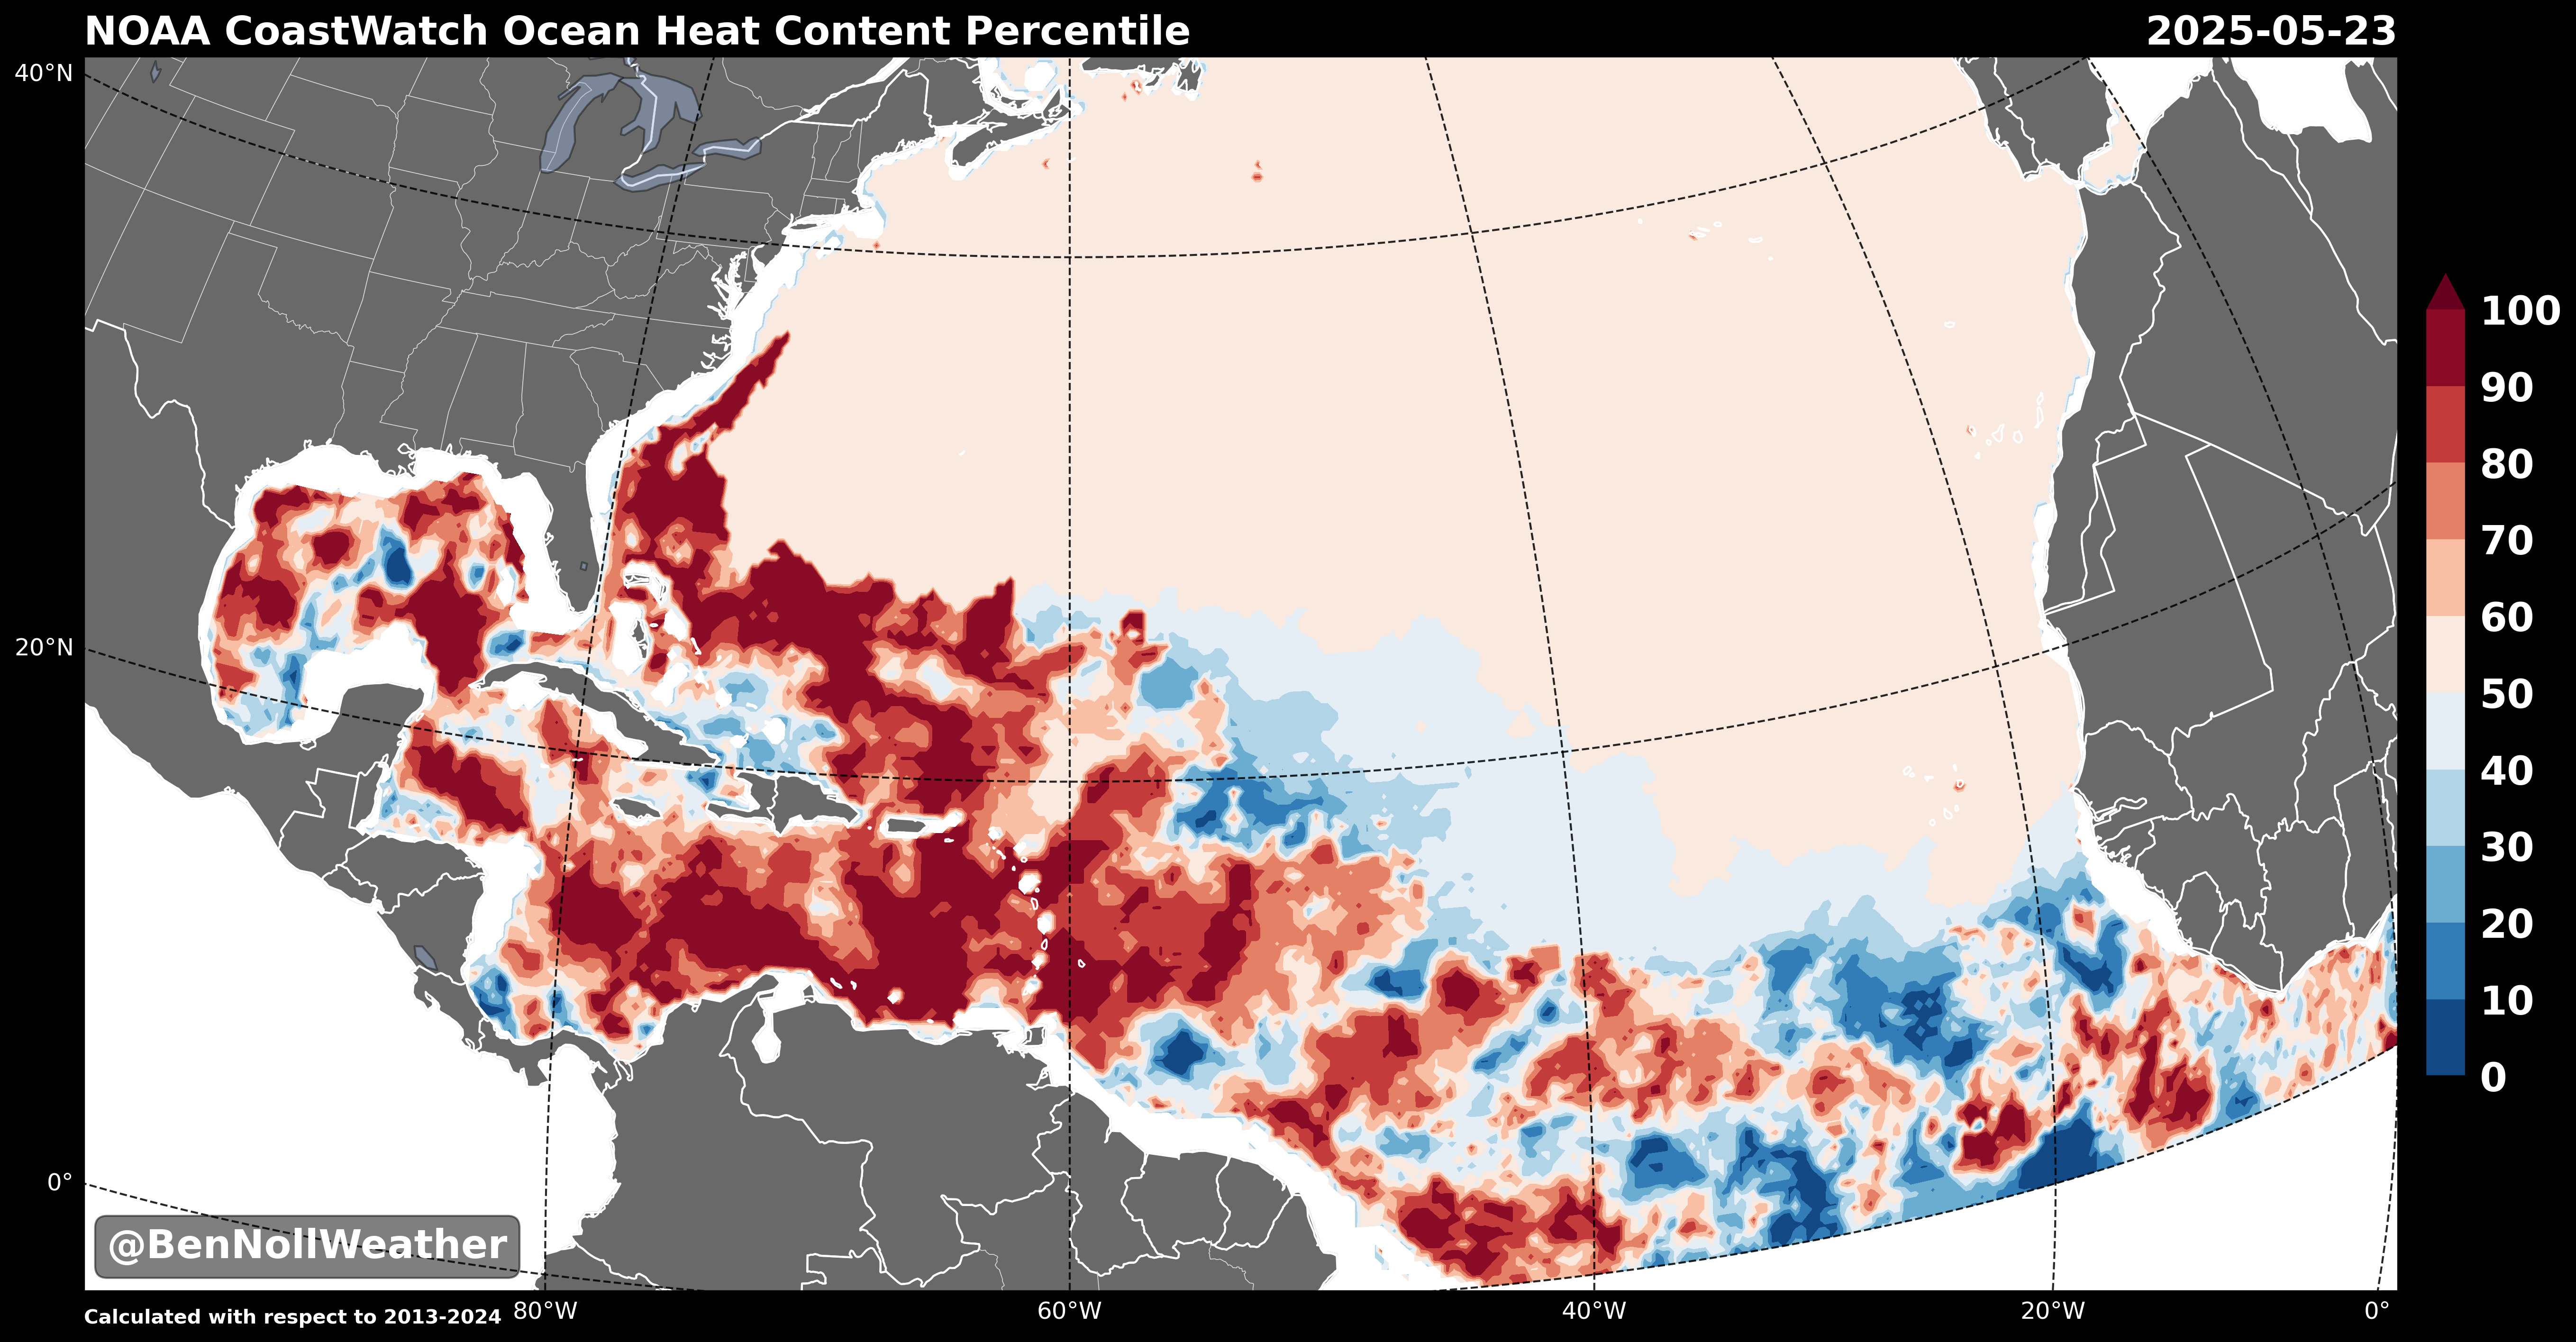 NOAA CoastWatch Ocean Heat Content Percentile 2025-05-23
40°N
100
90
80
70
60
20°N
50
40
30
20
10
0
0°
@BenNollWeather
Calculated with respect to 2013-2024 80°W 60°W 40°W 20°W 0°